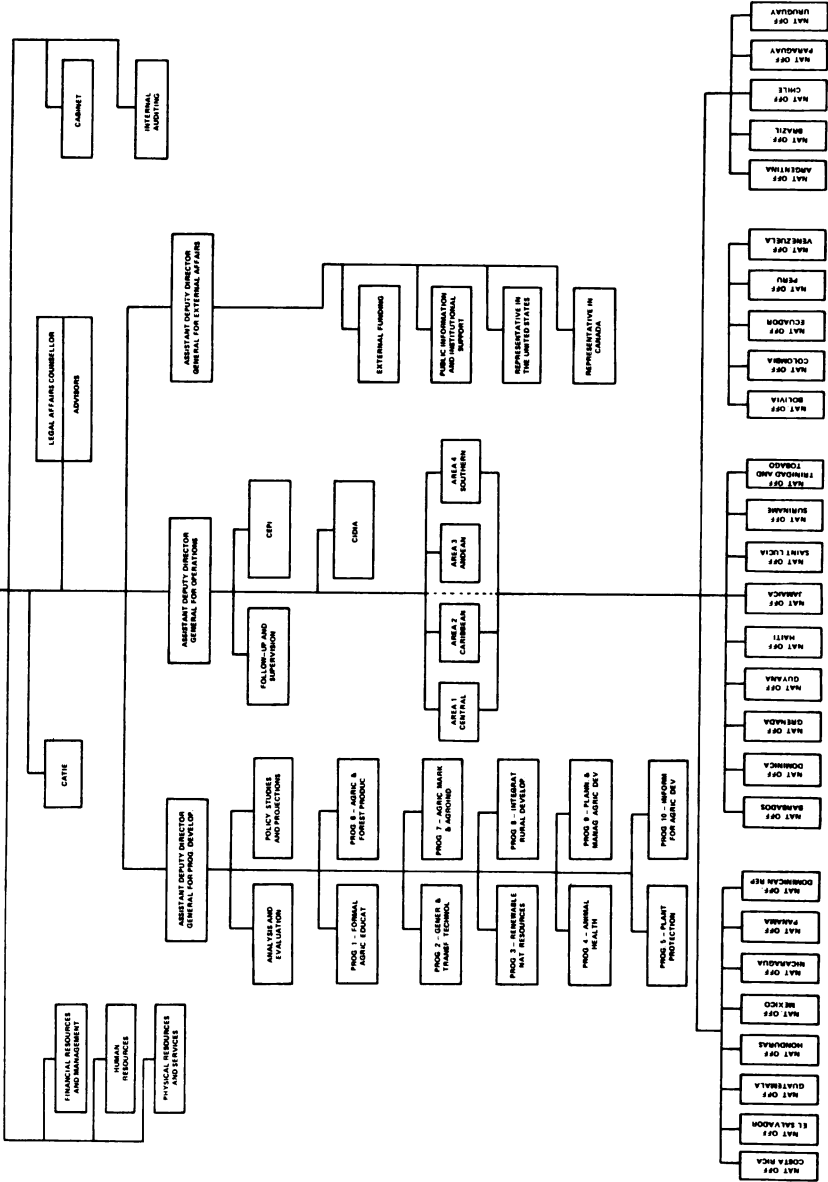 FINANCIAL RESOURCES
AND MANAGEMENT
HUMAN
RESOURCES
PHYSICAL RESOURCES
AND SERVICES
CATIE
LEGAL AFFAIRS COUNSELLOR
ADVISORS
CABINET
INTERNAL
AUDITING
ASSISTANT DEPUTY DIRECTOR
GENERAL FOR PROG. DEVELOP
ASSISTANT DEPUTY DIRECTOR
GENERAL FOR OPERATIONS
ASSISTANT DEPUTY DIRECTOR
GENERAL FOR EXTERNAL AFFAIRS
ANALYSIS AND
EVALUATION
POLICY STUDIES
AND PROJECTIONS
PROG 1 - FORMAL
AGRIC EDUCAT
PROG 6 - AGRIC &
FOREST PRODUC
PROG 2 - GENER &
TRANSF TECHNOL
PROG 7 - AGRIC MARK
& AGROIND
PROG 3 - RENEWABLE
NAT RESOURCES
PROG 8 - INTEGRAT
RURAL DEVELOP
PROG 4 - ANIMAL
HEALTH
PROG 9 - PLANN &
MANAG AGRIC DEV
PROG 5 - PLANT
PROTECTION
PROG 10 - INFORM
FOR AGRIC DEV
FOLLOW-UP AND
SUPERVISION
CEPI
CIDIA
AREA 1
CENTRAL
AREA 2
CARIBBEAN
AREA 3
ANDEAN
AREA 4
SOUTHERN
EXTERNAL FUNDING
PUBLIC INFORMATION
AND INSTITUTIONAL
SUPPORT
REPRESENTATIVE IN
THE UNITED STATES
REPRESENTATIVE IN
CANADA
NAT OFF
COSTA RICA
NAT OFF
EL SALVADOR
NAT OFF
GUATEMALA
NAT OFF
HONDURAS
NAT. OFF
MEXICO
NAT OFF
NICARAGUA
NAT OFF
PANAMA
NAT OFF.
DOMINICAN REP
NAT OFF
BARBADOS
NAT OFF
DOMINICA
NAT OFF
GRENADA
NAT OFF
GUYANA
NAT OFF
HAITI
NAT OFF
JAMAICA
NAT OFF
SAINT LUCIA
NAT OFF
SURINAME
NAT OFF
TRINIDAD AND
TOBAGO
NAT OFF
BOLIVIA
NAT OFF
COLOMBIA
NAT OFF
ECUADOR
NAT OFF
PERU
NAT OFF
VENEZUELA
NAT OFF
ARGENTINA
NAT OFF
BRAZIL
NAT OFF
CHILE
NAT OFF
PARAGUAY
NAT OFF
URUGUAY